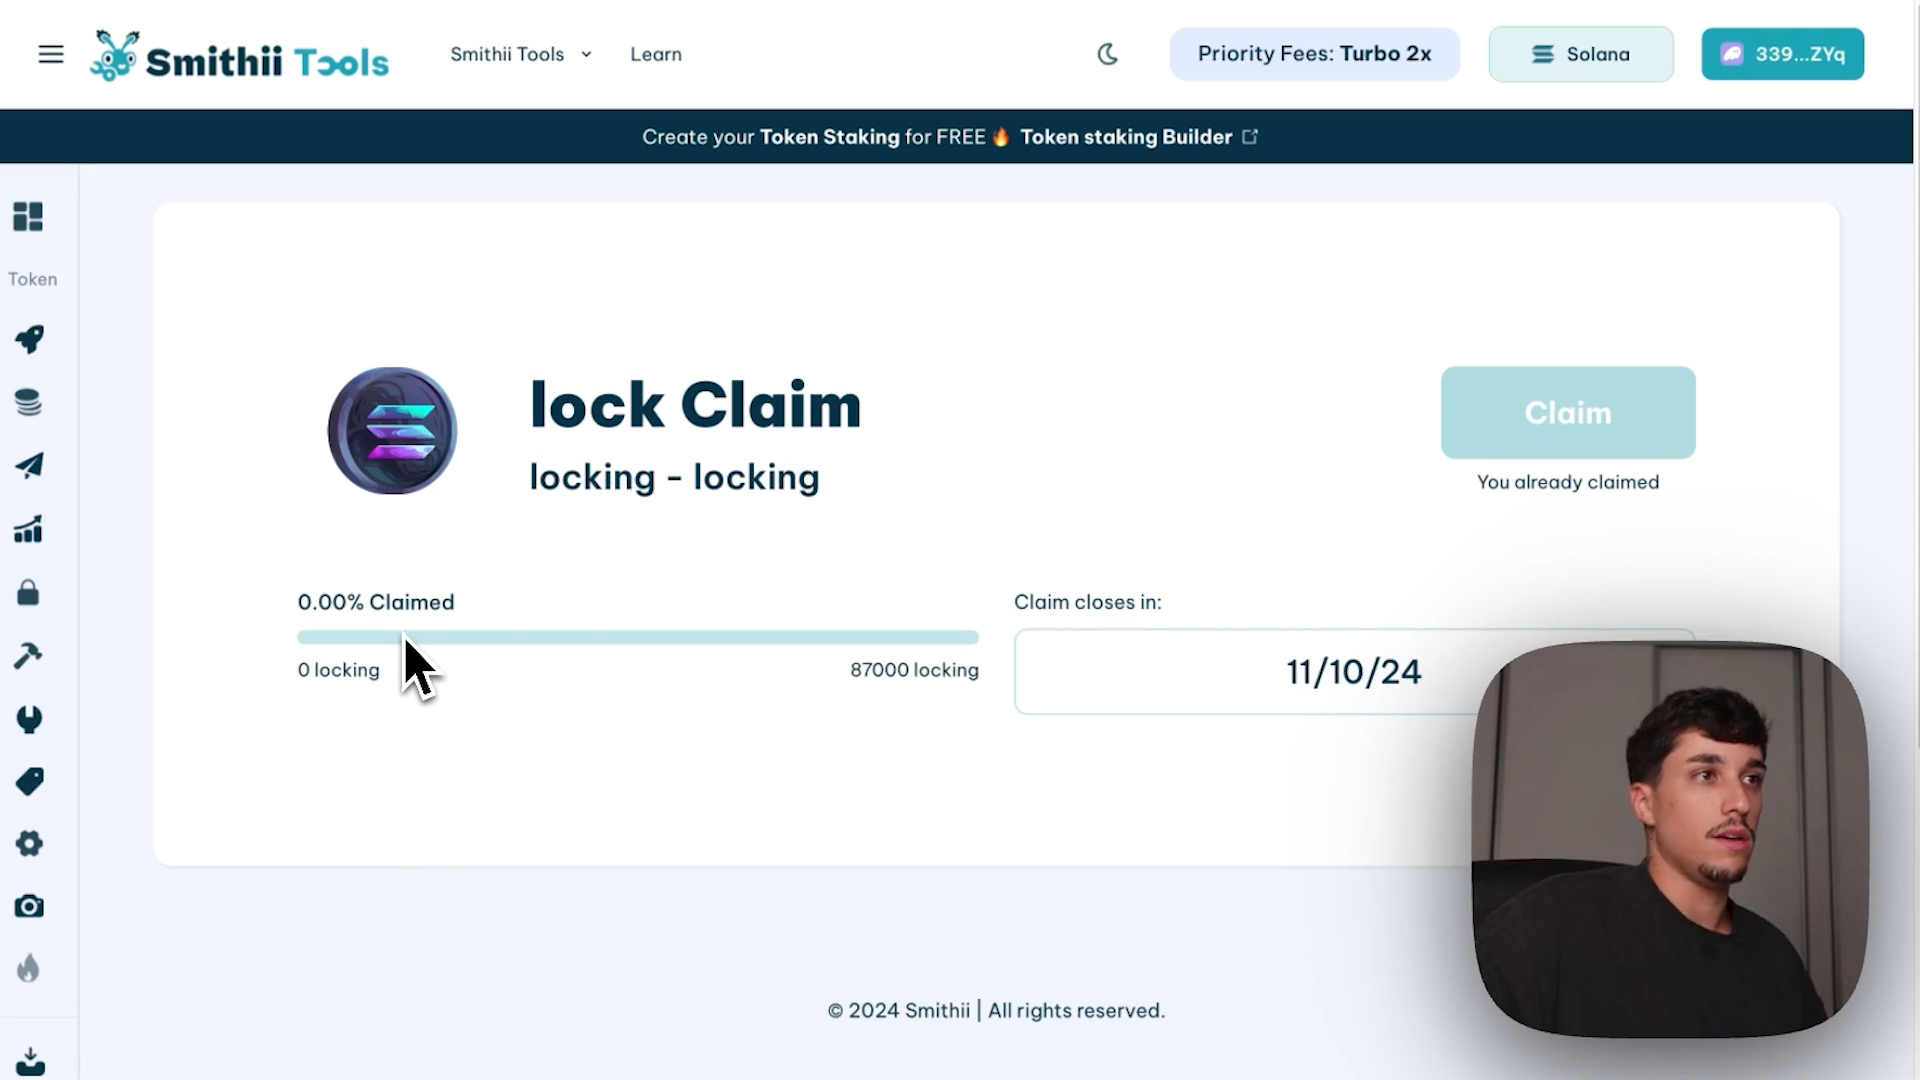 Smithii Tools
Smithii Tools
Learn
Priority Fees: Turbo 2x
Solana
339...ZYq
Create your Token Staking for FREE 🔥 Token staking Builder
Token
lock Claim
locking - locking
Claim
You already claimed
0.00% Claimed
0 locking
87000 locking
Claim closes in:
11/10/24
© 2024 Smithii | All rights reserved.